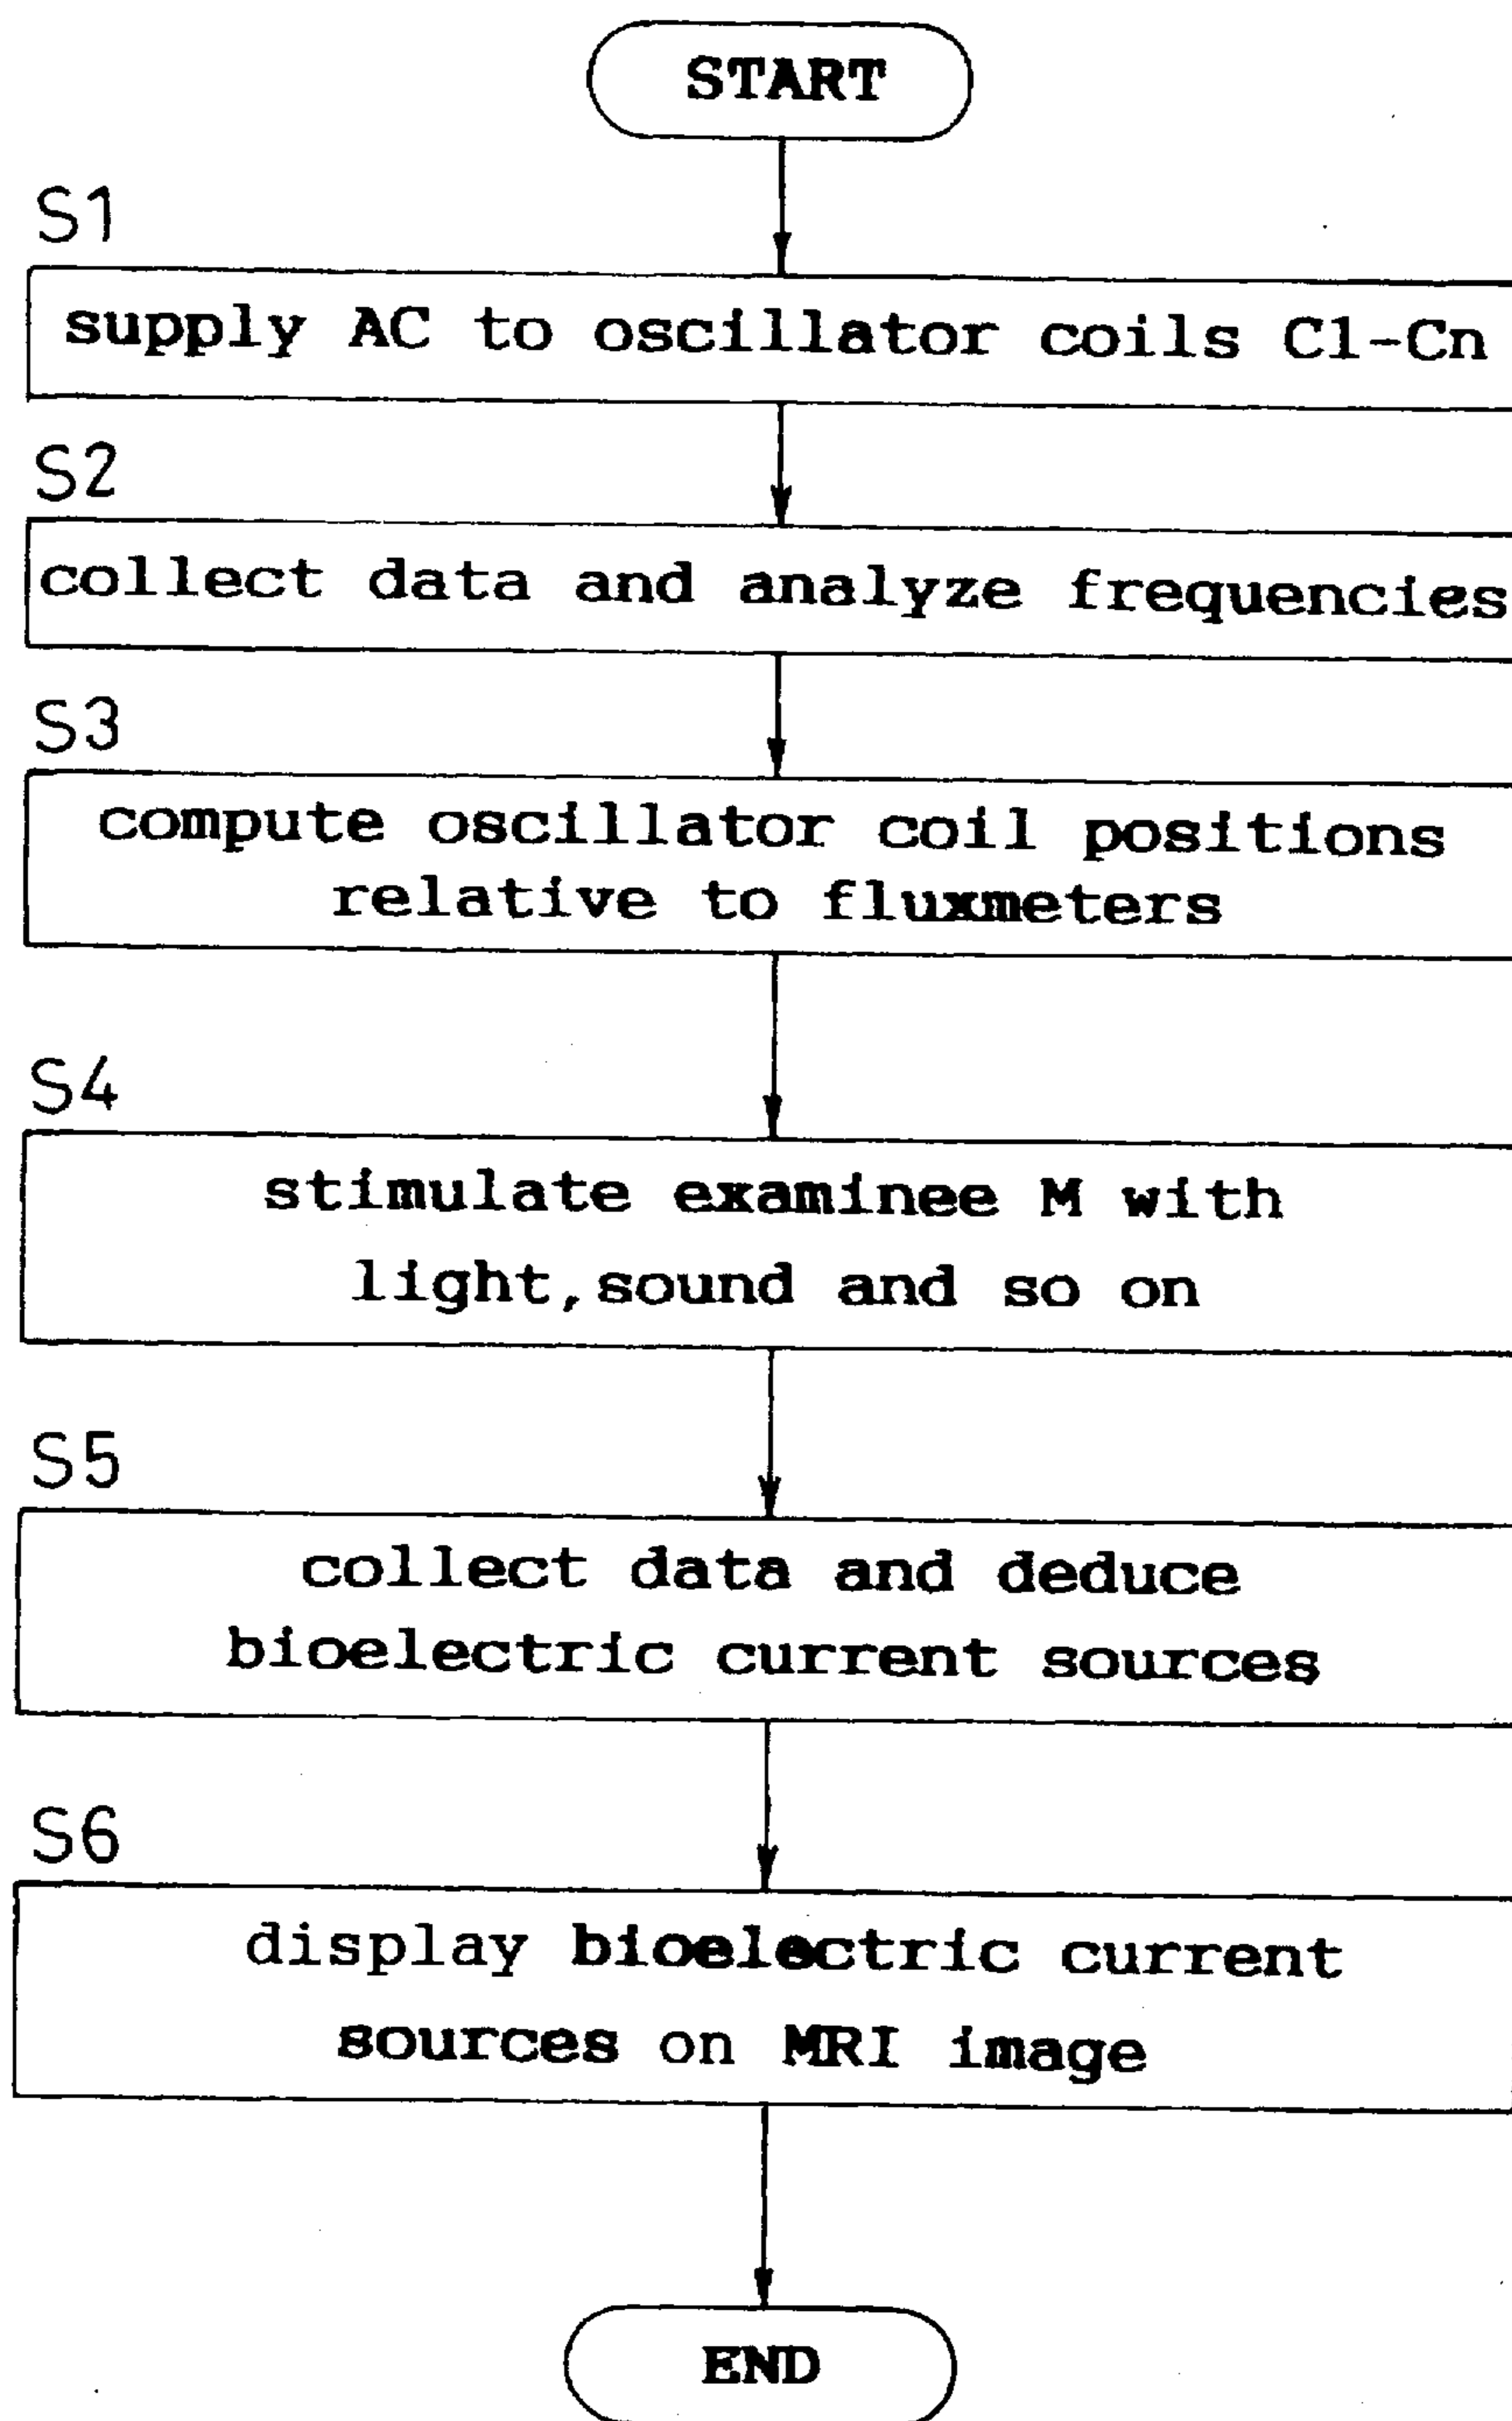 START
S1
supply AC to oscillator coils C1-Cn
S2
collect data and analyze frequencies
S3
compute oscillator coil positions
relative to fluxmeters
S4
stimulate examinee M with
light,sound and so on
S5
collect data and deduce
bioelectric current sources
S6
display bioelectric current
sources on MRI image
END